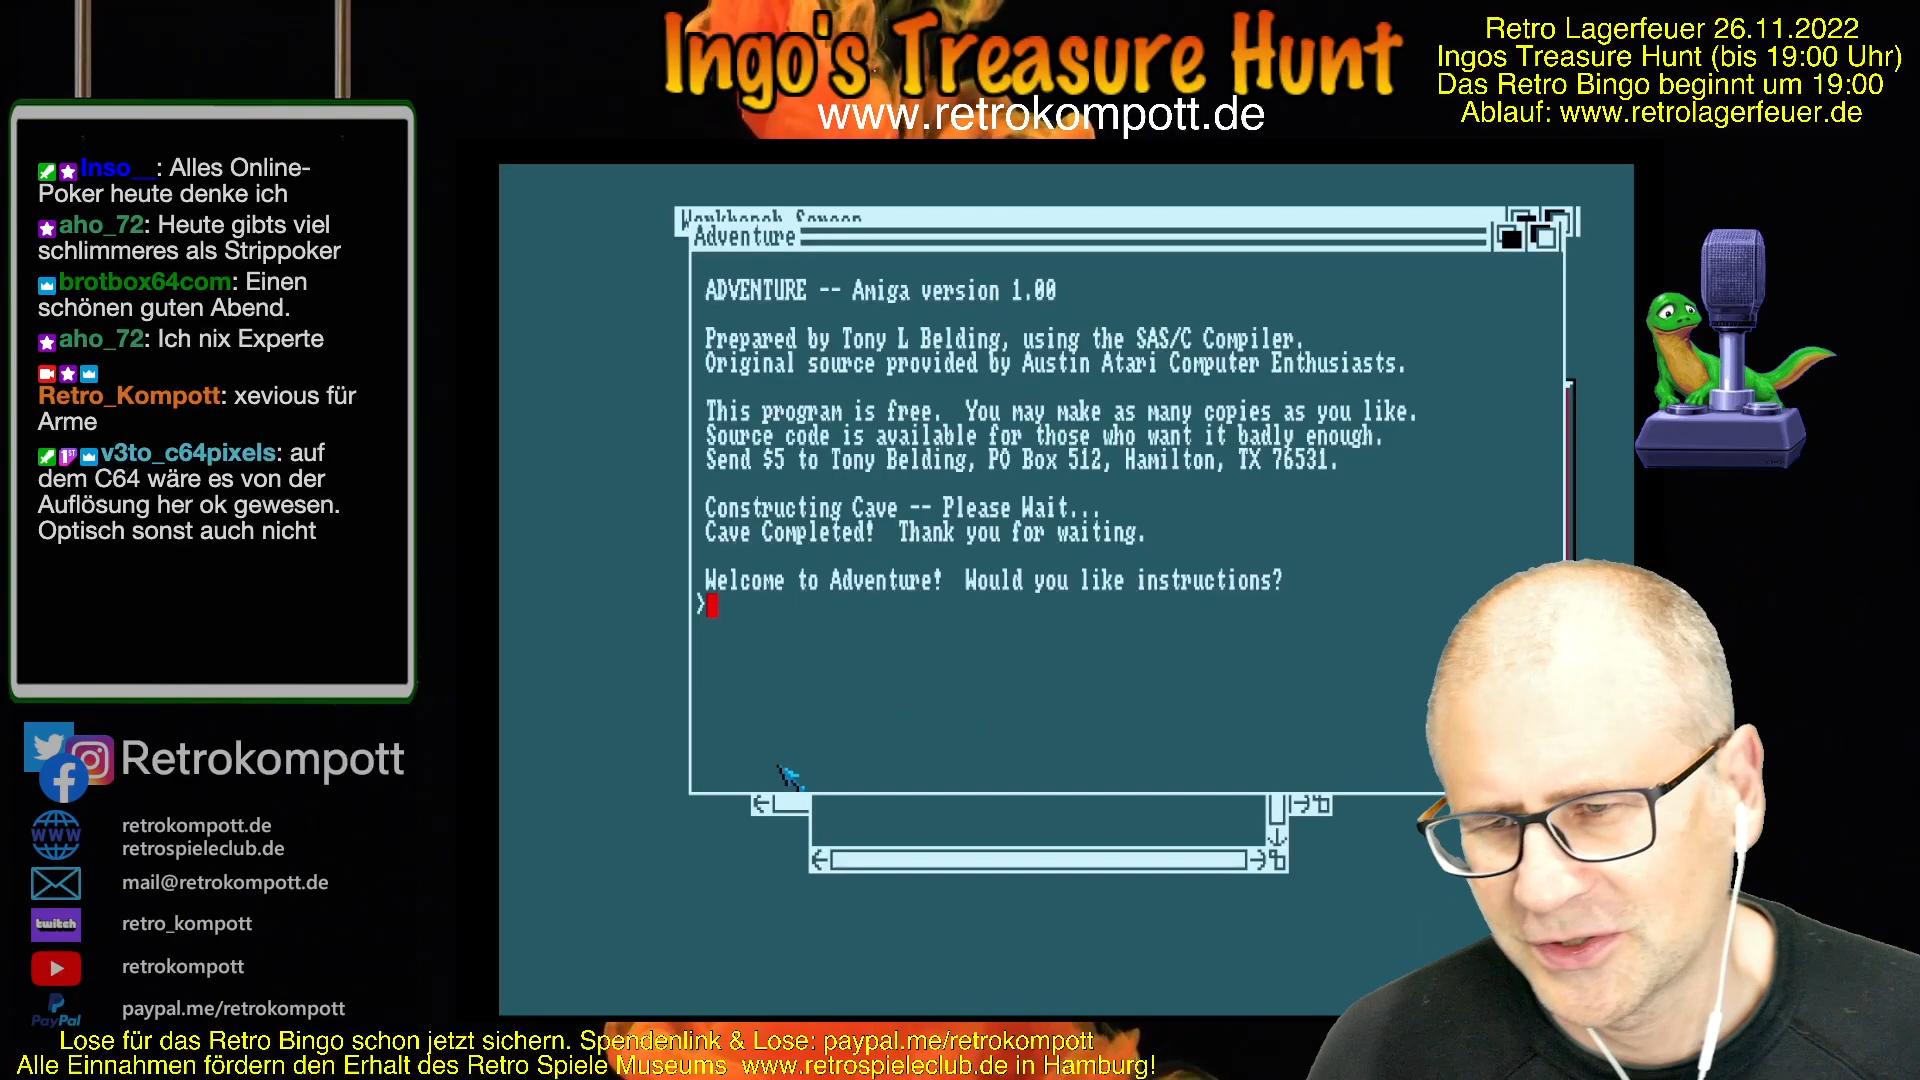 Ingo's Treasure Hunt
www.retrokompott.de
Retro Lagerfeuer 26.11.2022
Ingos Treasure Hunt (bis 19:00 Uhr)
Das Retro Bingo beginnt um 19:00
Ablauf: www.retrolagerfeuer.de
Inso__: Alles Online-
Poker heute denke ich
aho_72: Heute gibts viel
schlimmeres als Strippoker
brotbox64com: Einen
schönen guten Abend.
aho_72: Ich nix Experte
Retro_Kompott: xevious für
Arme
1ST
v3to_c64pixels: auf
dem C64 wäre es von der
Auflösung her ok gewesen.
Optisch sonst auch nicht
Workbench Screen
Adventure
ADVENTURE -- Amiga version 1.00
Prepared by Tony L Belding, using the SAS/C Compiler.
Original source provided by Austin Atari Computer Enthusiasts.
This program is free.  You may make as many copies as you like.
Source code is available for those who want it badly enough.
Send $5 to Tony Belding, PO Box 512, Hamilton, TX 76531.
Constructing Cave -- Please Wait...
Cave Completed!  Thank you for waiting.
Welcome to Adventure!  Would you like instructions?
>
Retrokompott
WWW
retrokompott.de
retrospieleclub.de
mail@retrokompott.de
twitch
retro_kompott
retrokompott
PayPal
paypal.me/retrokompott
Lose für das Retro Bingo schon jetzt sichern. Spendenlink & Lose: paypal.me/retrokompott
Alle Einnahmen fördern den Erhalt des Retro Spiele Museums www.retrospieleclub.de in Hamburg!